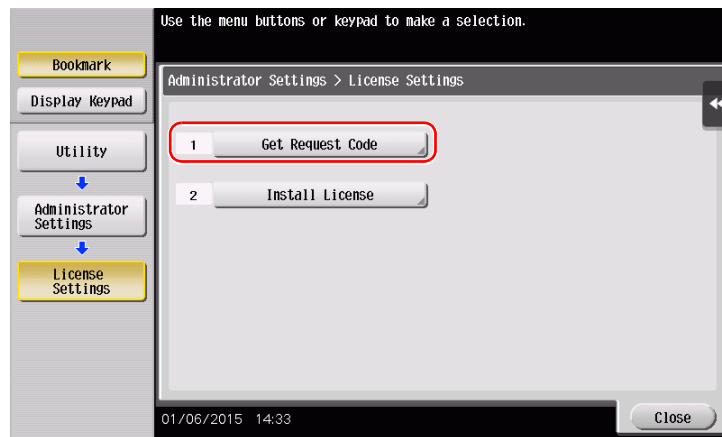 Use the menu buttons or keypad to make a selection.
Bookmark
Display Keypad
Utility
Administrator
Settings
License
Settings
Administrator Settings > License Settings
1 Get Request Code
2 Install License
01/06/2015 14:33
Close